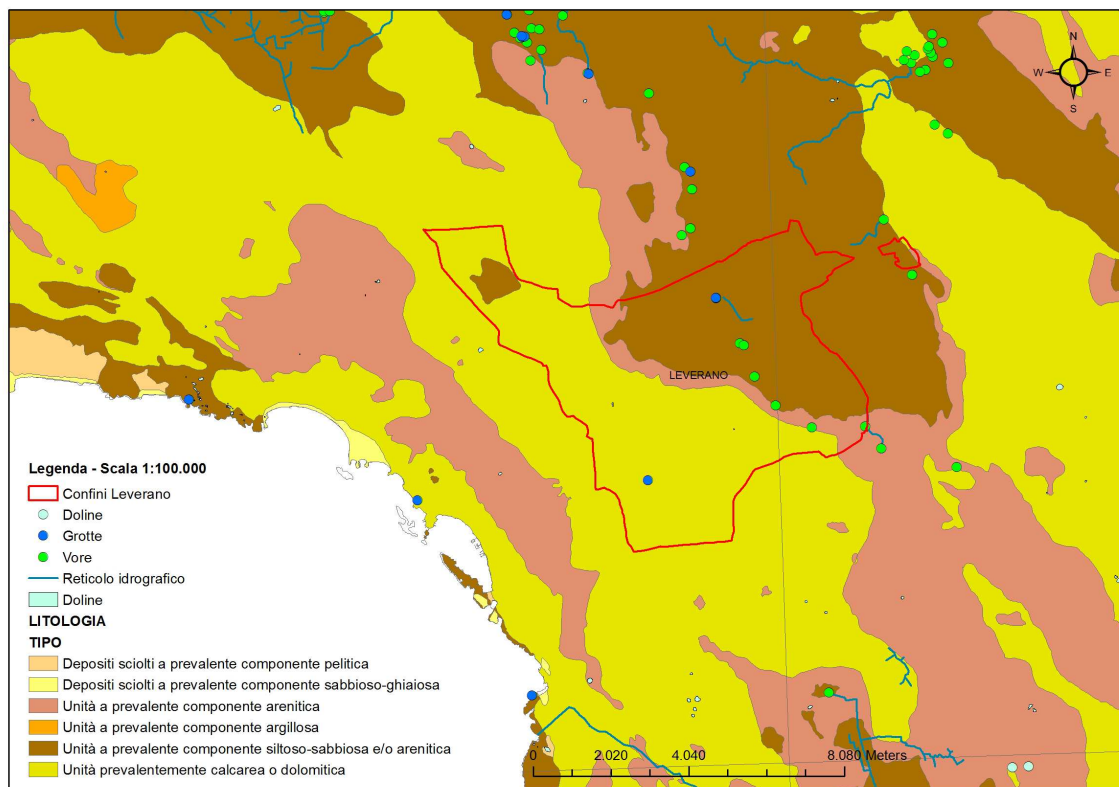 N
W E
S
LEVERANO
Legenda - Scala 1:100.000
Confini Leverano
Doline
Grotte
Vore
Reticolo idrografico
Doline
LITOLOGIA
TIPO
Depositi sciolti a prevalente componente pelitica
Depositi sciolti a prevalente componente sabbioso-ghiaiosa
Unità a prevalente componente arenitica
Unità a prevalente componente argillosa
Unità a prevalente componente siltoso-sabbiosa e/o arenitica
Unità prevalentemente calcarea o dolomitica
0 2.020 4.040 8.080 Meters